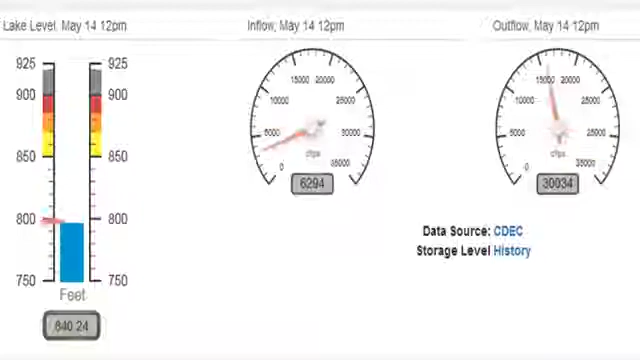 Lake Level, May 14 12pm
925 925
900 900
850 850
800 800
750 750
Feet
840.24
Inflow, May 14 12pm
0 5000 10000 15000 20000 25000 30000 35000
cfps
6294
Outflow, May 14 12pm
0 5000 10000 15000 20000 25000 30000 35000
cfps
30034
Data Source: CDEC
Storage Level History